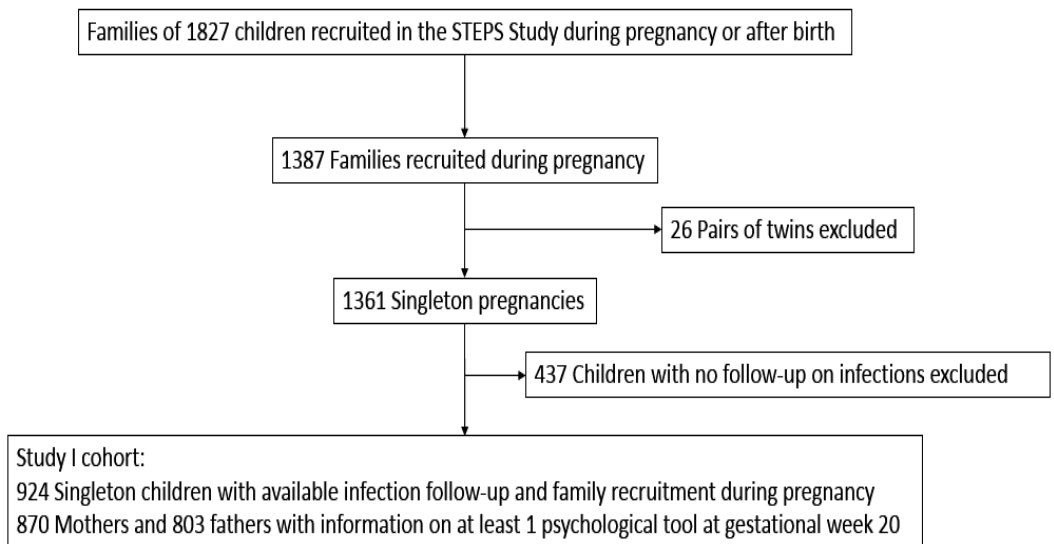 Families of 1827 children recruited in the STEPS Study during pregnancy or after birth
1387 Families recruited during pregnancy
26 Pairs of twins excluded
1361 Singleton pregnancies
437 Children with no follow-up on infections excluded
Study I cohort:
924 Singleton children with available infection follow-up and family recruitment during pregnancy
870 Mothers and 803 fathers with information on at least 1 psychological tool at gestational week 20